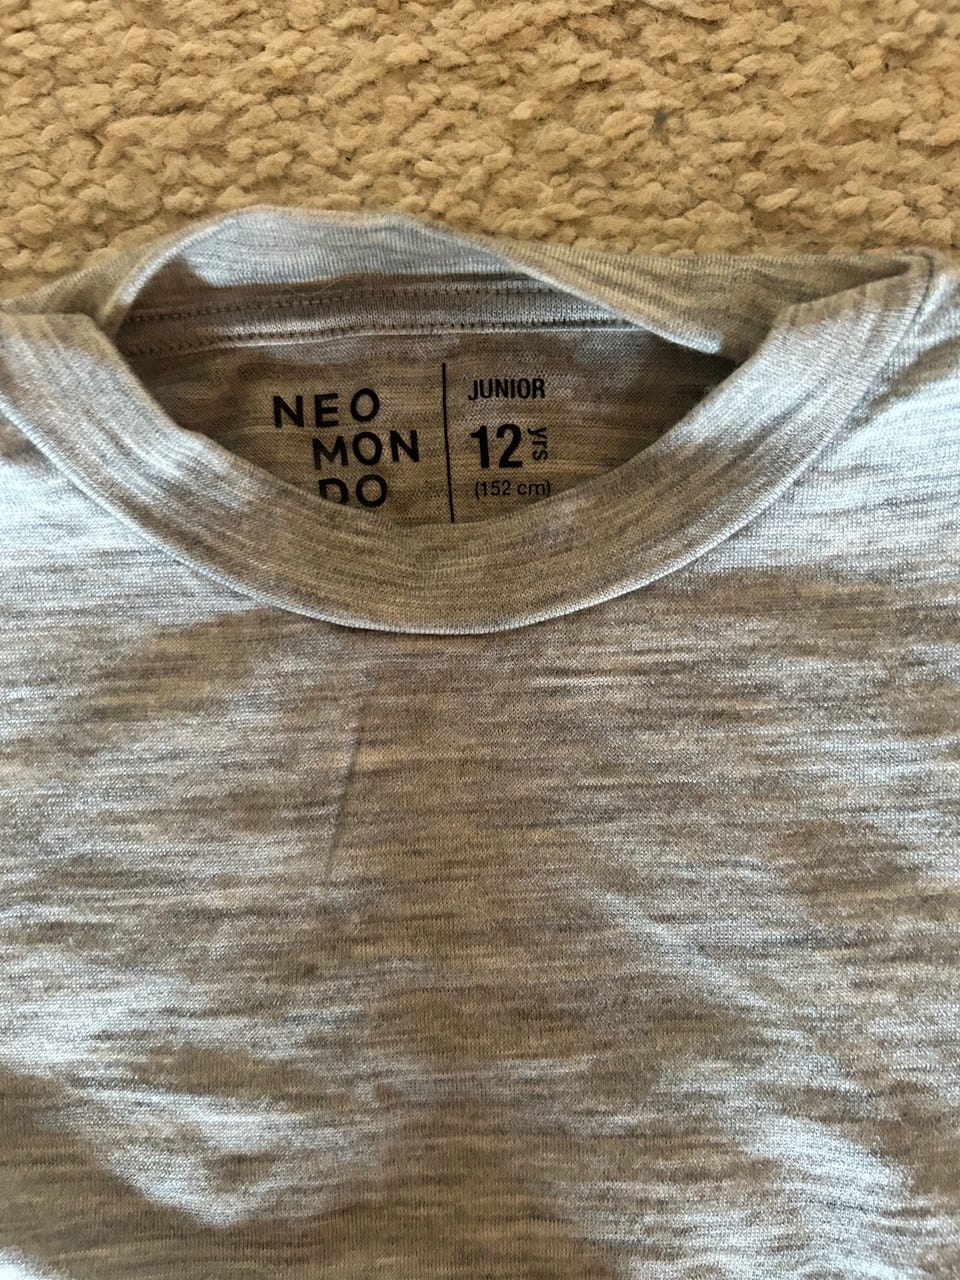 NEO
MON
DO
JUNIOR
12 yrs
(152 cm)